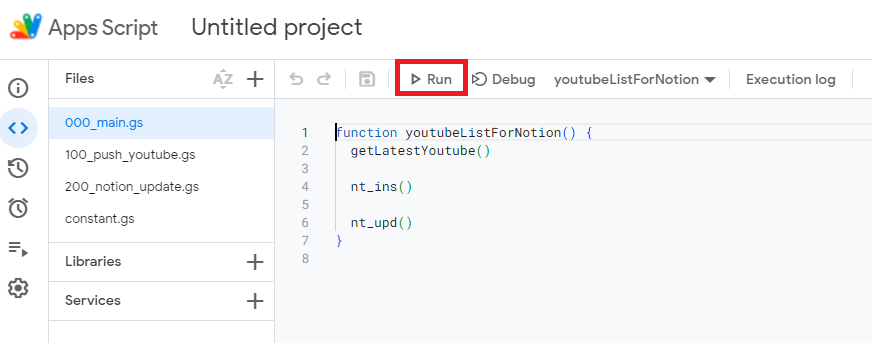 Apps Script Untitled project
Files AZ Run Debug youtubeListForNotion Execution log
000_main.gs
100_push_youtube.gs
200_notion_update.gs
constant.gs
Libraries
Services
1 function youtubeListForNotion() {
2 getLatestYoutube()
3
4 nt_ins()
5
6 nt_upd()
7 }
8